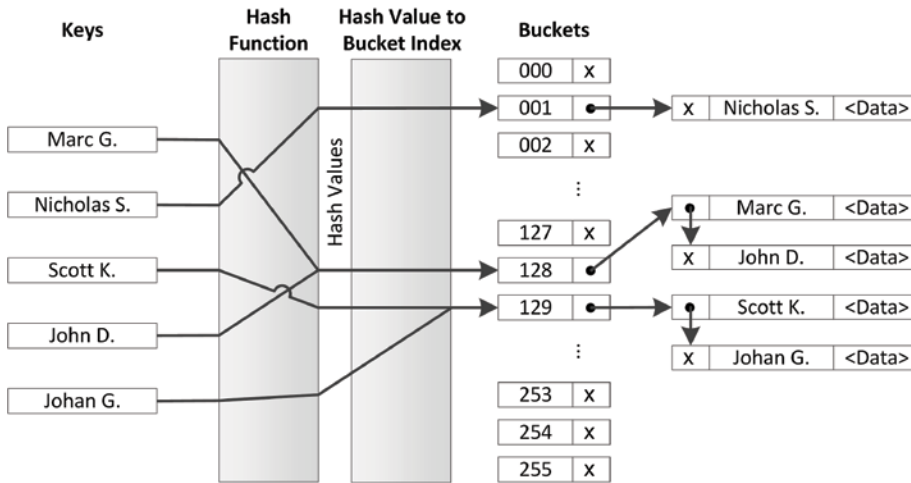 Keys
Hash
Function
Hash Value to
Bucket Index
Buckets
Marc G.
Nicholas S.
Scott K.
John D.
Johan G.
Hash Values
000 x
001
002 x
...
127 x
128
129
...
253 x
254 x
255 x
x Nicholas S. <Data>
Marc G. <Data>
x John D. <Data>
Scott K. <Data>
x Johan G. <Data>